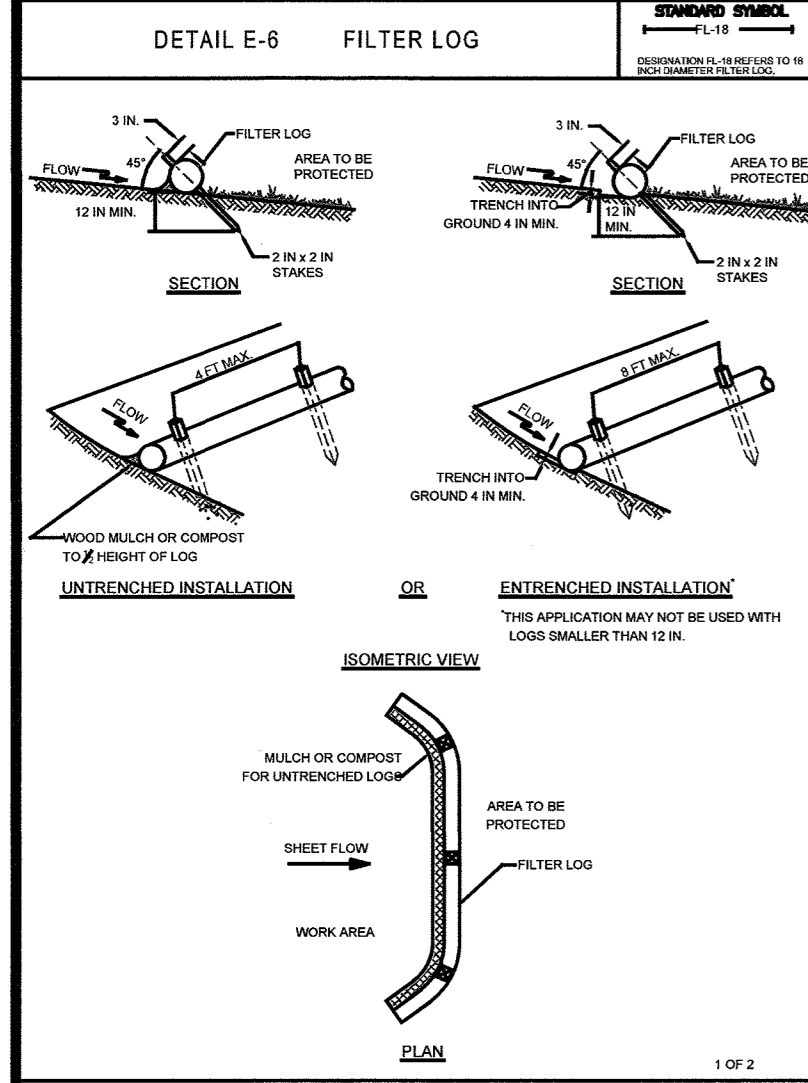 DETAIL E-6 FILTER LOG
STANDARD SYMBOL
FL-18
DESIGNATION FL-18 REFERS TO 18
INCH DIAMETER FILTER LOG.
3 IN.
FILTER LOG
FLOW
45°
AREA TO BE
PROTECTED
12 IN MIN.
2 IN x 2 IN
STAKES
SECTION
3 IN.
FILTER LOG
FLOW
45°
AREA TO BE
PROTECTED
TRENCH INTO
GROUND 4 IN MIN.
12 IN
MIN.
2 IN x 2 IN
STAKES
SECTION
4 FT MAX.
FLOW
WOOD MULCH OR COMPOST
TO ½ HEIGHT OF LOG
8 FT MAX.
FLOW
TRENCH INTO
GROUND 4 IN MIN.
UNTRENCHED INSTALLATION
OR
ENTRENCHED INSTALLATION*
*THIS APPLICATION MAY NOT BE USED WITH
LOGS SMALLER THAN 12 IN.
ISOMETRIC VIEW
MULCH OR COMPOST
FOR UNTRENCHED LOGS
AREA TO BE
PROTECTED
SHEET FLOW
FILTER LOG
WORK AREA
PLAN
1 OF 2